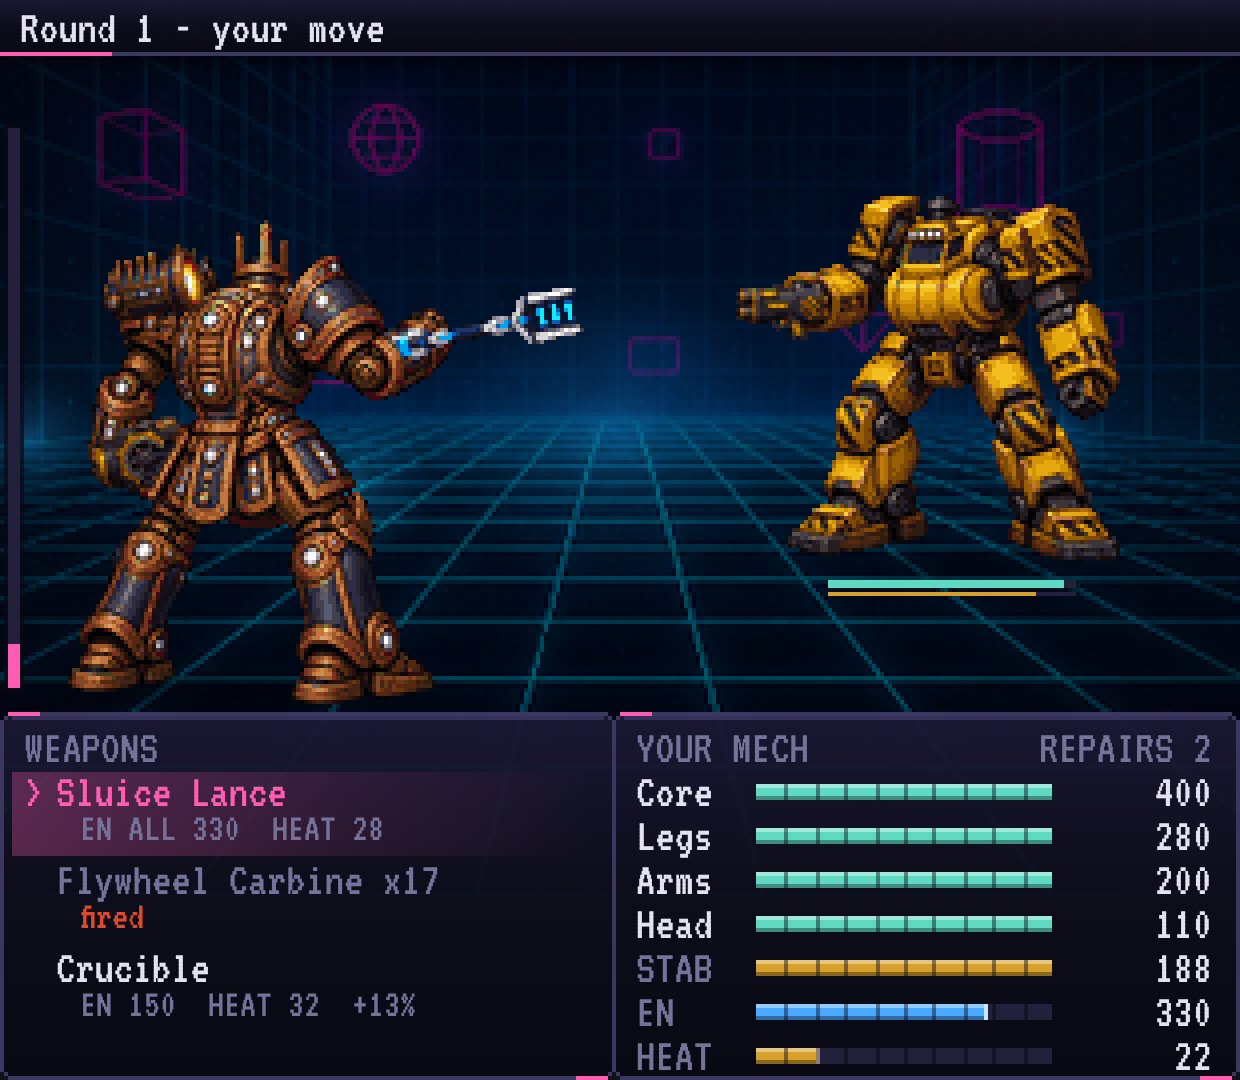 Round 1 - your move
WEAPONS
> Sluice Lance
EN ALL 330 HEAT 28
Flywheel Carbine x17
fired
Crucible
EN 150 HEAT 32 +13%
YOUR MECH REPAIRS 2
Core 400
Legs 280
Arms 200
Head 110
STAB 188
EN 330
HEAT 22